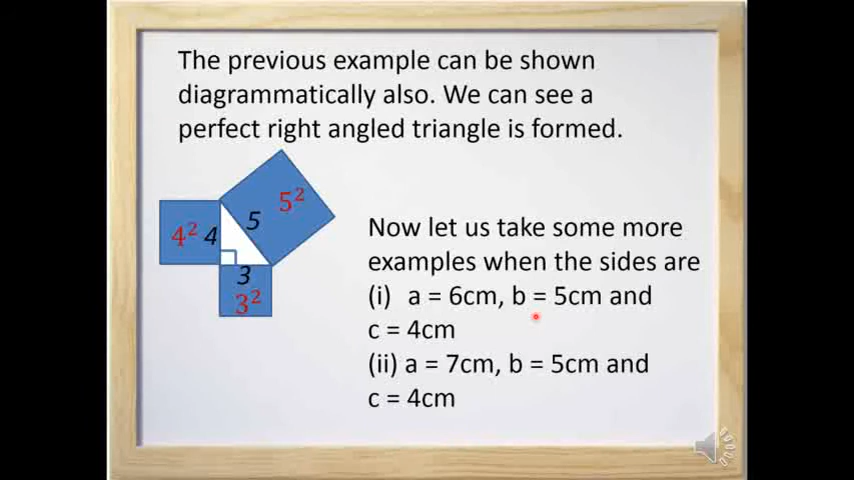 The previous example can be shown
diagrammatically also. We can see a
perfect right angled triangle is formed.
5²
5
4² 4
3
3²
Now let us take some more
examples when the sides are
(i) a = 6cm, b = 5cm and
c = 4cm
(ii) a = 7cm, b = 5cm and
c = 4cm